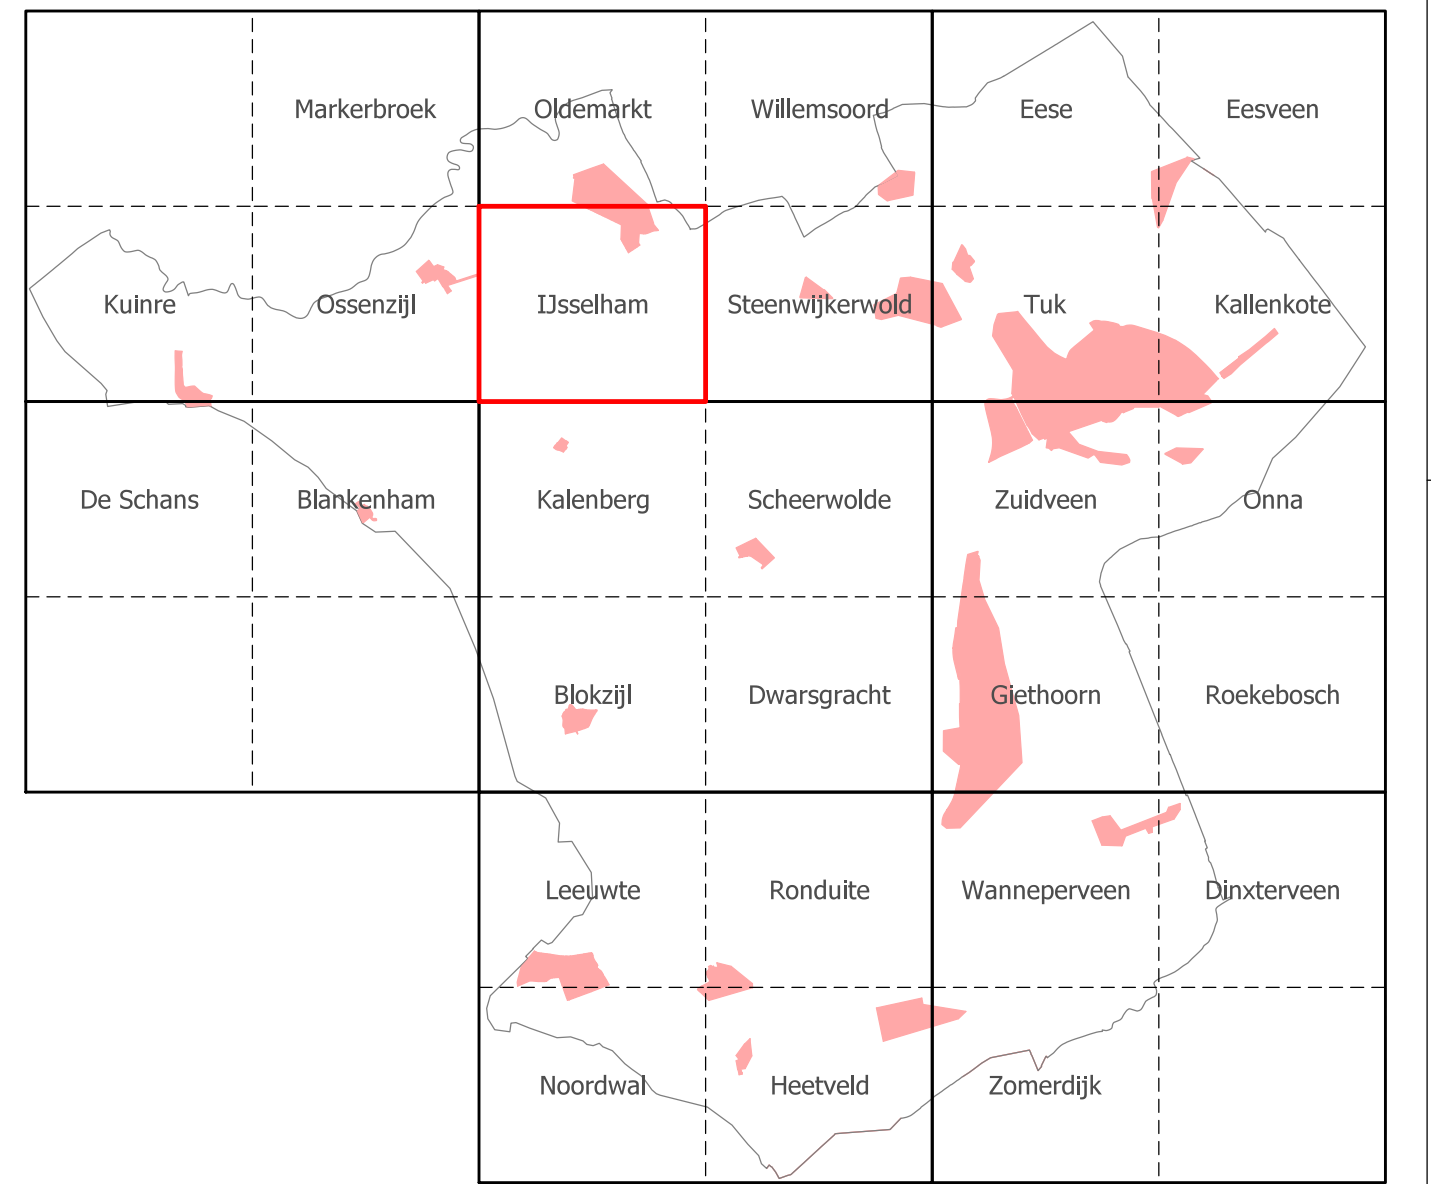 Markerbroek Oldemarkt Willemsoord Eese Eesveen
Kuinre Ossenzijl IJsselham Steenwijkerwold Tuk Kallenkote
De Schans Blankenham Kalenberg Scheerwolde Zuidveen Onna
Blokzijl Dwarsgracht Giethoorn Roekebosch
Leeuwte Ronduite Wanneperveen Dinxterveen
Noordwal Heetveld Zomerdijk